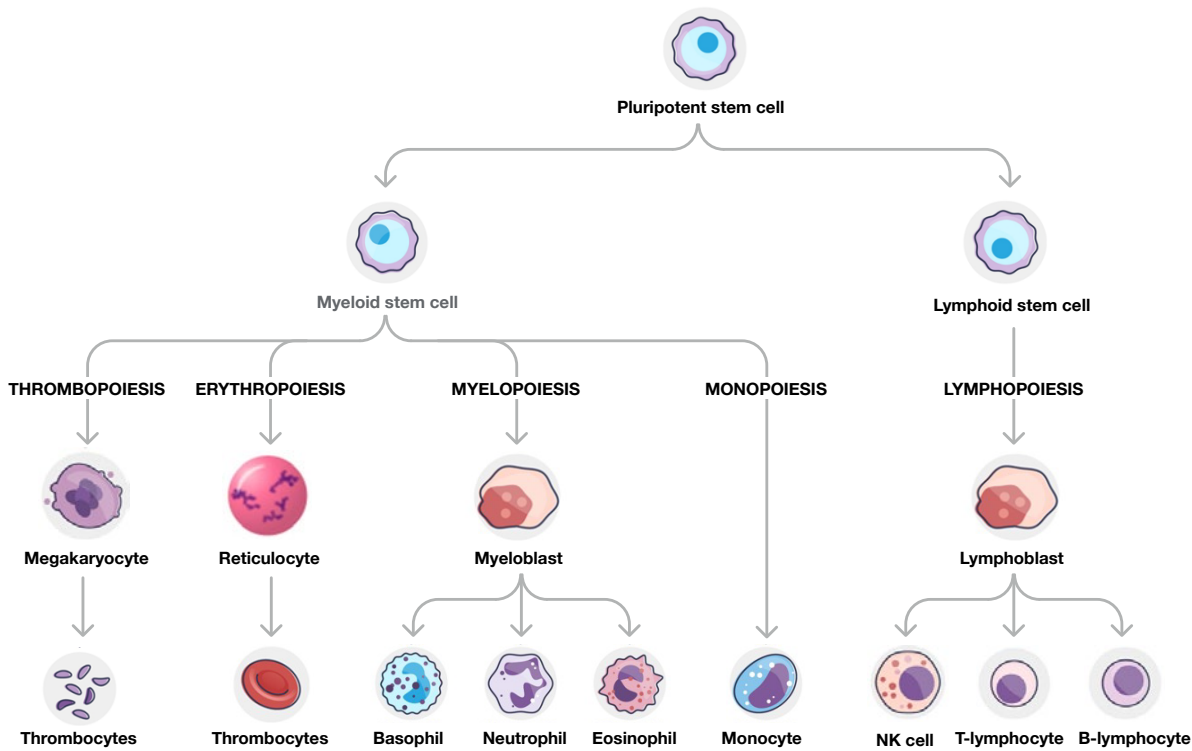 Pluripotent stem cell
Myeloid stem cell
Lymphoid stem cell
THROMBOPOIESIS
ERYTHROPOIESIS
MYELOPOIESIS
MONOPOIESIS
LYMPHOPOIESIS
Megakaryocyte
Reticulocyte
Myeloblast
Lymphoblast
Thrombocytes
Thrombocytes
Basophil
Neutrophil
Eosinophil
Monocyte
NK cell
T-lymphocyte
B-lymphocyte